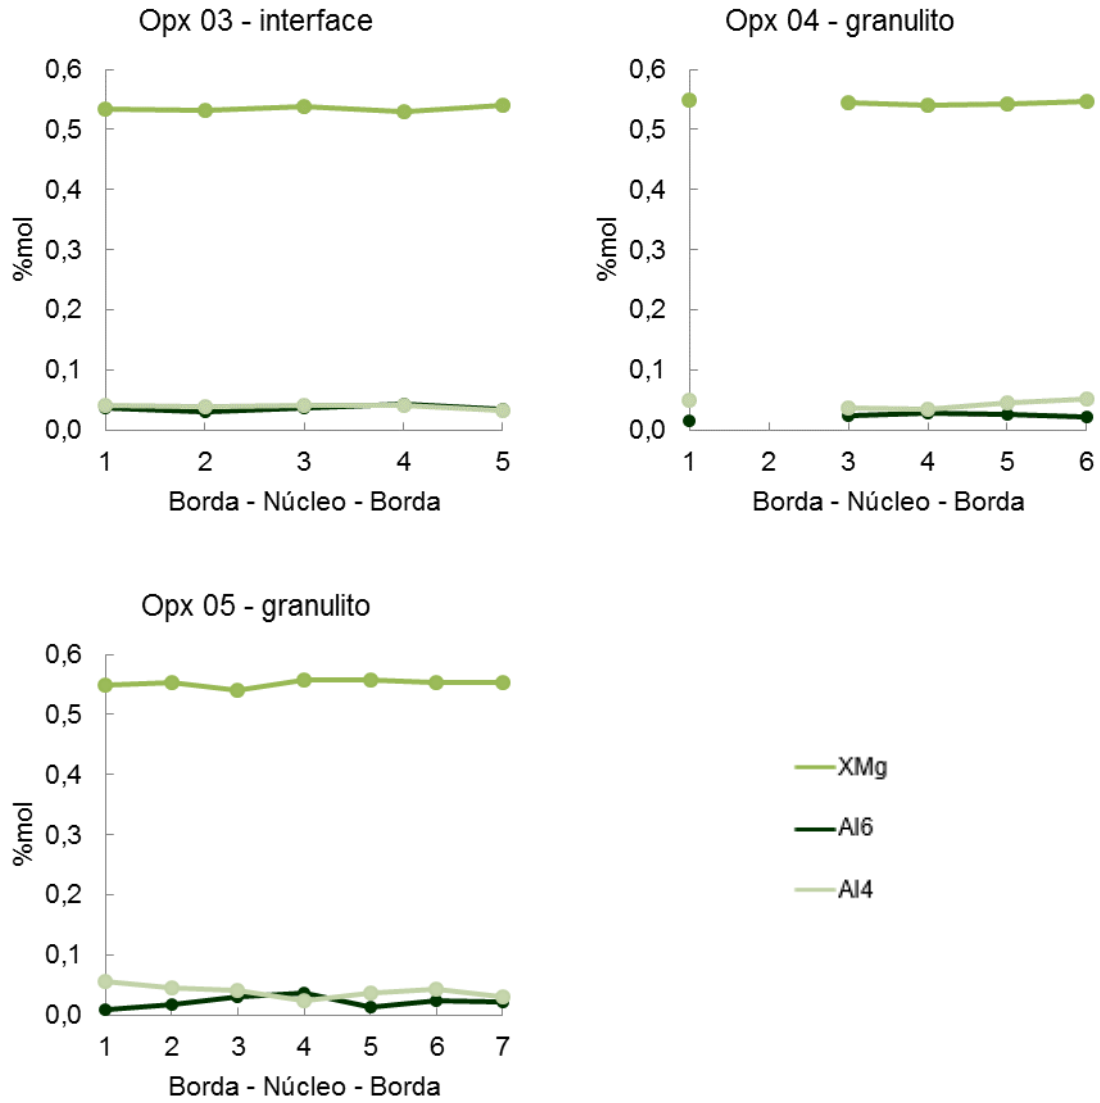 Opx 03 - interface
0,6
0,5
0,4
0,3
0,2
0,1
0,0
%mol
1 2 3 4 5
Borda - Núcleo - Borda
Opx 04 - granulito
0,6
0,5
0,4
0,3
0,2
0,1
0,0
%mol
1 2 3 4 5 6
Borda - Núcleo - Borda
Opx 05 - granulito
0,6
0,5
0,4
0,3
0,2
0,1
0,0
%mol
1 2 3 4 5 6 7
Borda - Núcleo - Borda
XMg
Al6
Al4